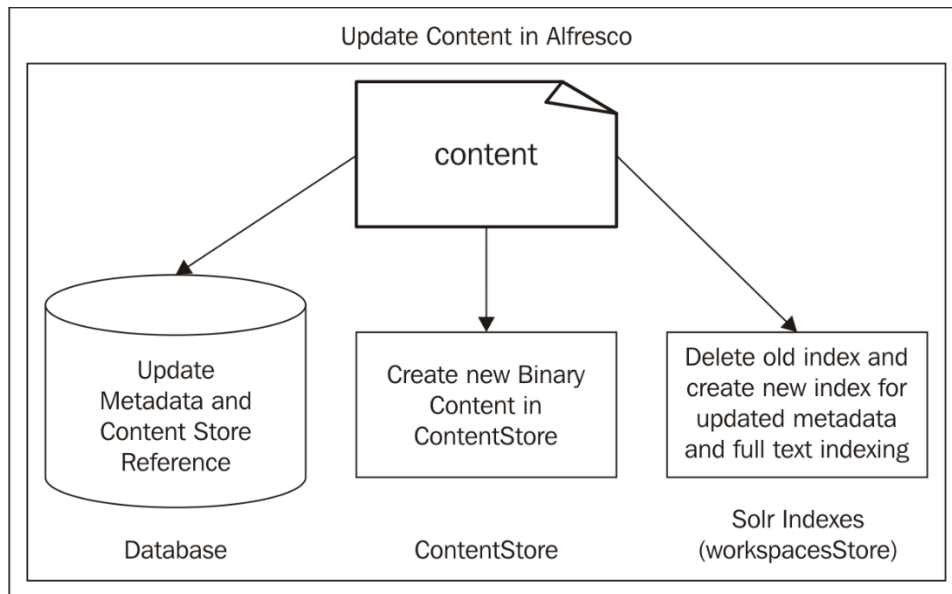 Update Content in Alfresco
content
Update
Metadata and
Content Store
Reference
Create new Binary
Content in
ContentStore
Delete old index and
create new index for
updated metadata
and full text indexing
Database
ContentStore
Solr Indexes
(workspacesStore)